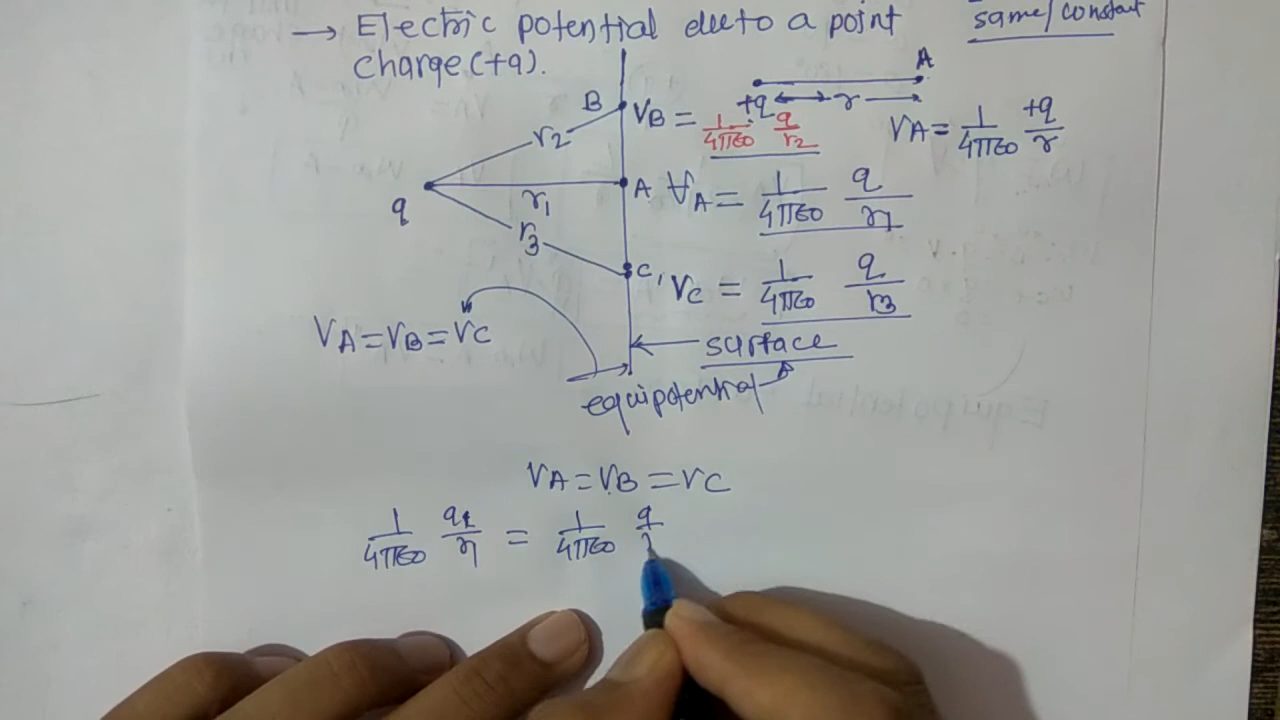 same/constant
→ Electric potential due to a point
charge (+q).
A
+q ⟷ r ⟶
VA = 1/4πε0 +q/r
B VB = 1/4πε0 q/r2
r2
q r1 A VA = 1/4πε0 q/r1
r3
C, VC = 1/4πε0 q/r3
VA = VB = VC
← surface
equipotential
VA = VB = VC
1/4πε0 q/r1 = 1/4πε0 q/